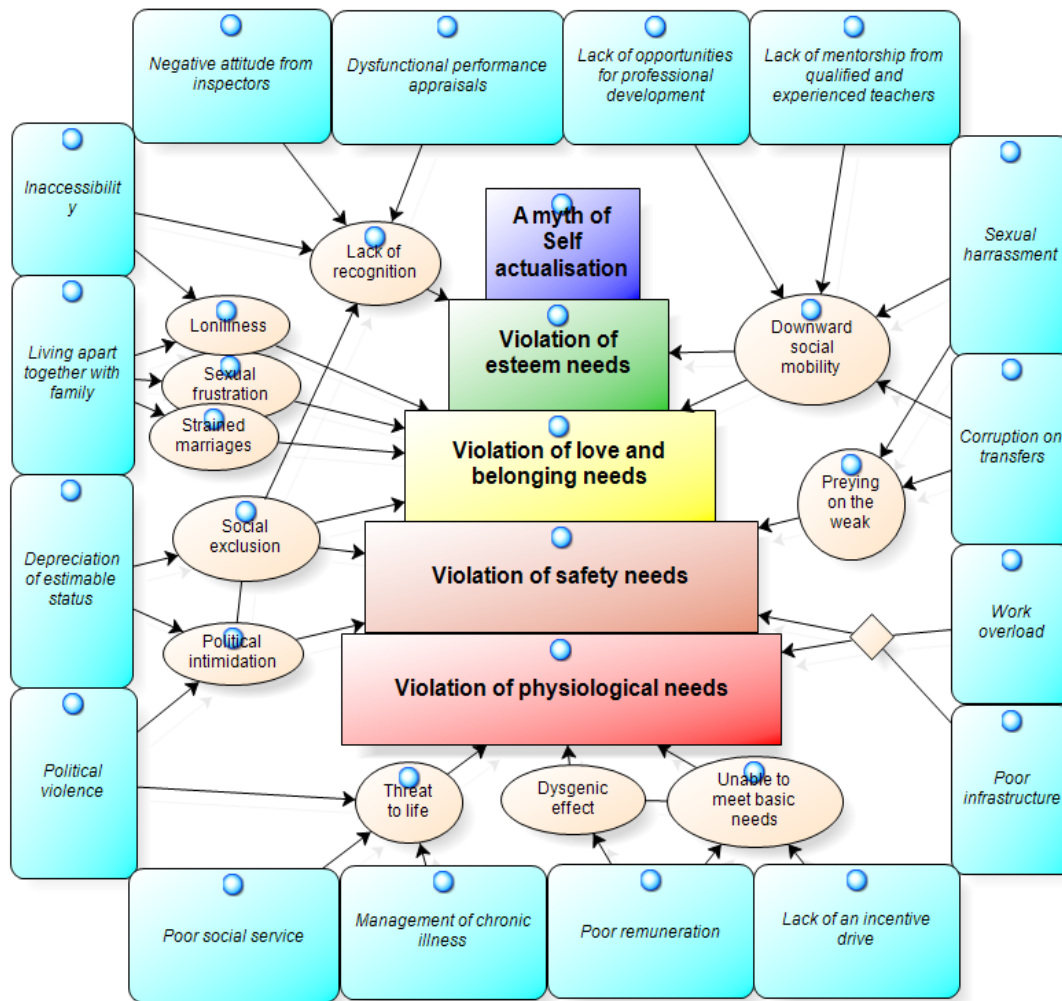 Negative attitude from
inspectors
Dysfunctional performance
appraisals
Lack of opportunities
for professional
development
Lack of mentorship from
qualified and
experienced teachers
Inaccessibilit
y
Sexual
harrassment
A myth of
Self
actualisation
Lack of
recognition
Loniliness
Violation of
esteem needs
Downward
social
mobility
Living apart
together with
family
Sexual
frustration
Strained
marriages
Violation of love and
belonging needs
Corruption on
transfers
Preying
on the
weak
Depreciation
of estimable
status
Social
exclusion
Violation of safety needs
Work
overload
Political
intimidation
Violation of physiological needs
Political
violence
Threat
to life
Dysgenic
effect
Unable to
meet basic
needs
Poor
infrastructure
Poor social service
Management of chronic
illness
Poor remuneration
Lack of an incentive
drive